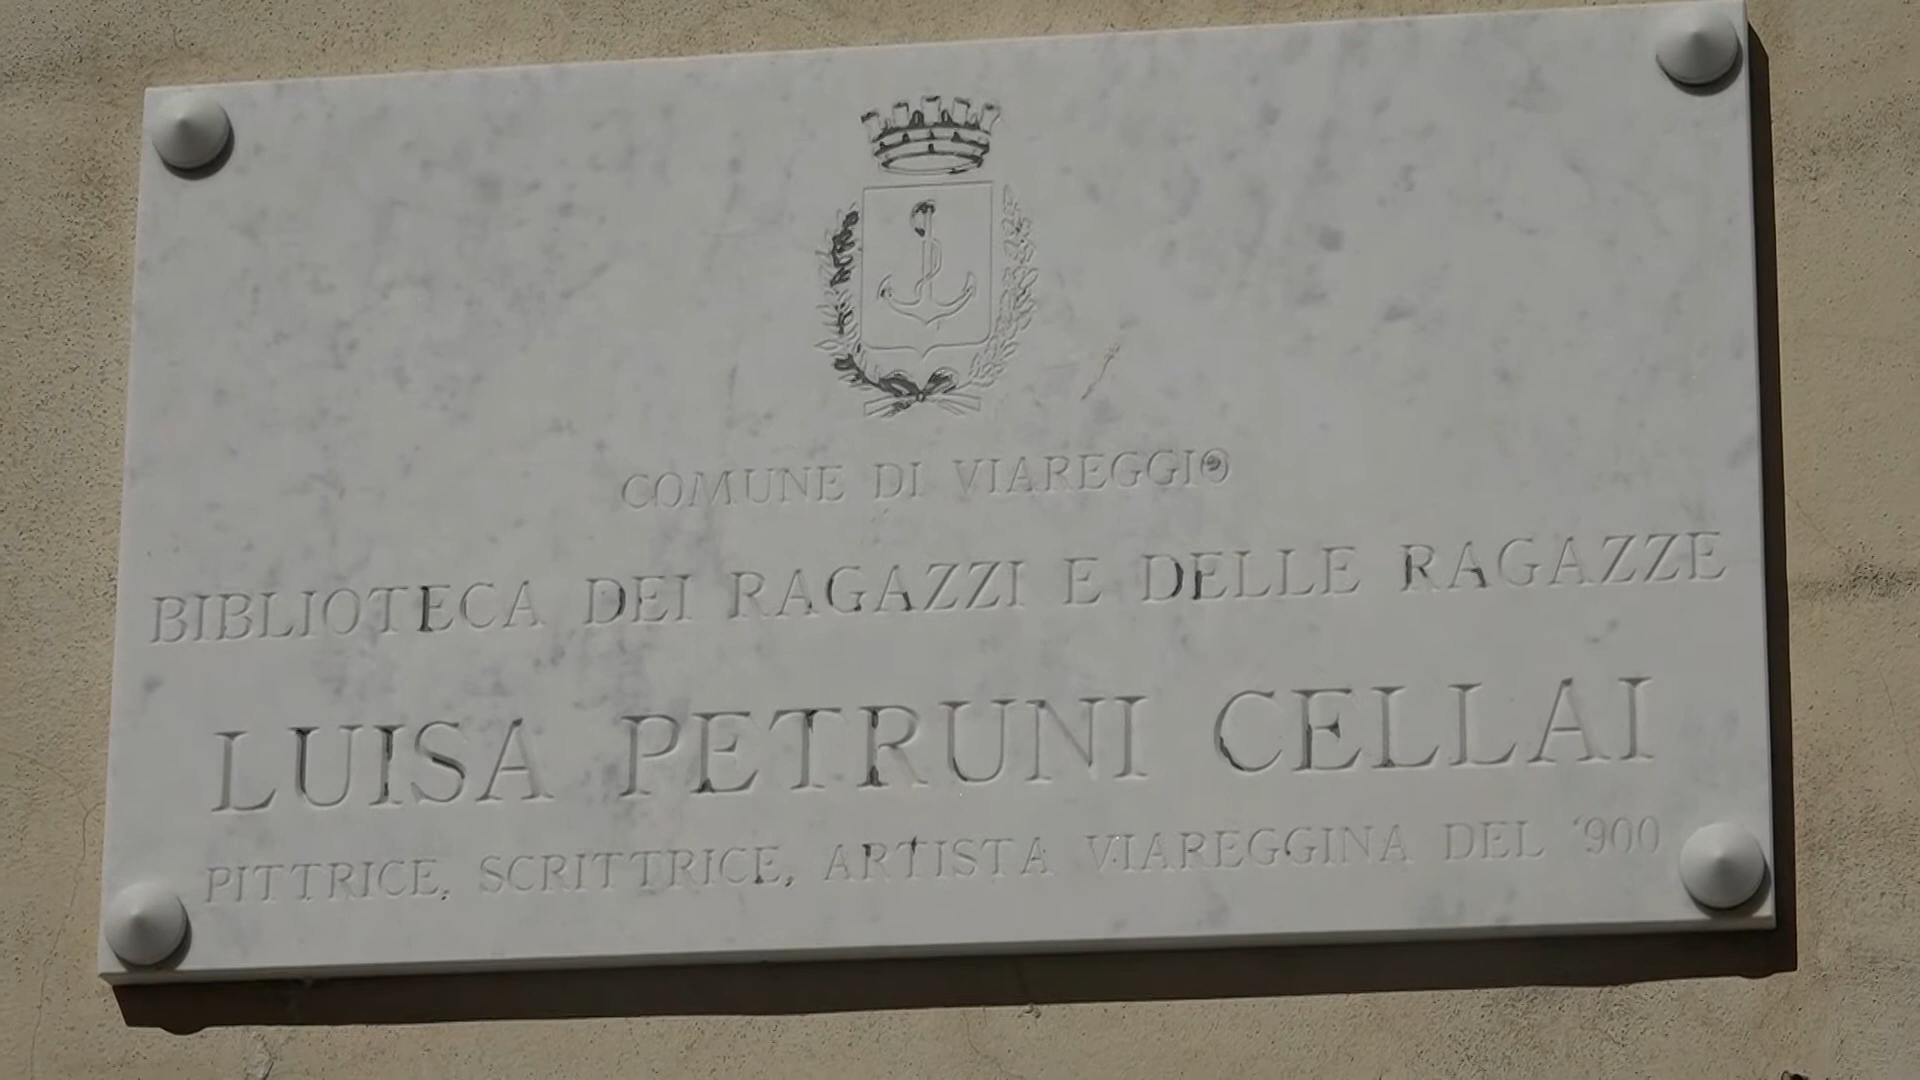 COMUNE DI VIAREGGIO
BIBLIOTECA DEI RAGAZZI E DELLE RAGAZZE
LUISA PETRUNI CELLAI
PITTRICE, SCRITTRICE, ARTISTA VIAREGGINA DEL '900